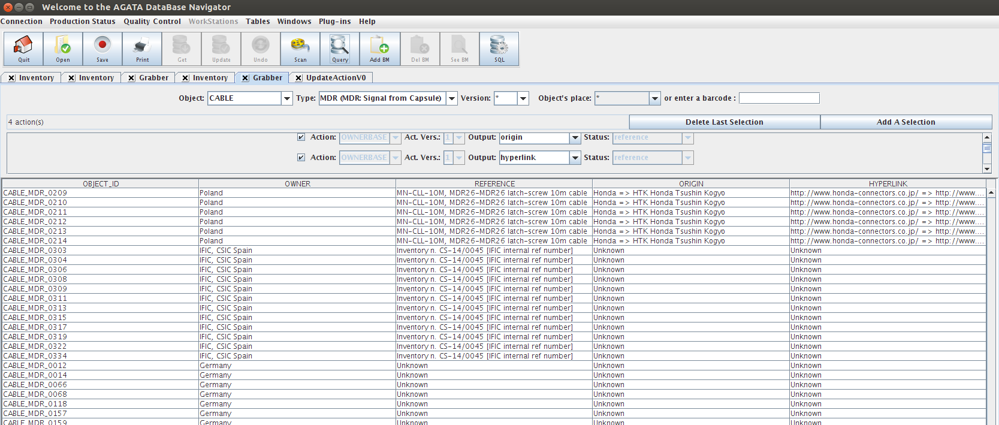 Welcome to the AGATA DataBase Navigator
Connection Production Status Quality Control WorkStations Tables Windows Plug-ins Help
Quit Open Save Print Get Update Undo Scan Query Add BM Del BM See BM SQL
Inventory Inventory Grabber Inventory Grabber UpdateActionV0
Object: CABLE Type: MDR (MDR: Signal from Capsule) Version: * Object's place: * or enter a barcode :
4 action(s) Delete Last Selection Add A Selection
Action: OWNERBASE Act. Vers.: 1 Output: origin Status: reference
Action: OWNERBASE Act. Vers.: 1 Output: hyperlink Status: reference
OBJECT_ID OWNER REFERENCE ORIGIN HYPERLINK
CABLE_MDR_0209 Poland MN-CLL-10M, MDR26-MDR26 latch-screw 10m cable Honda => HTK Honda Tsushin Kogyo http://www.honda-connectors.co.jp/ => http://www....
CABLE_MDR_0210 Poland MN-CLL-10M, MDR26-MDR26 latch-screw 10m cable Honda => HTK Honda Tsushin Kogyo http://www.honda-connectors.co.jp/ => http://www....
CABLE_MDR_0211 Poland MN-CLL-10M, MDR26-MDR26 latch-screw 10m cable Honda => HTK Honda Tsushin Kogyo http://www.honda-connectors.co.jp/ => http://www....
CABLE_MDR_0212 Poland MN-CLL-10M, MDR26-MDR26 latch-screw 10m cable Honda => HTK Honda Tsushin Kogyo http://www.honda-connectors.co.jp/ => http://www....
CABLE_MDR_0213 Poland MN-CLL-10M, MDR26-MDR26 latch-screw 10m cable Honda => HTK Honda Tsushin Kogyo http://www.honda-connectors.co.jp/ => http://www....
CABLE_MDR_0214 Poland MN-CLL-10M, MDR26-MDR26 latch-screw 10m cable Honda => HTK Honda Tsushin Kogyo http://www.honda-connectors.co.jp/ => http://www....
CABLE_MDR_0303 IFIC, CSIC Spain Inventory n. CS-14/0045 [IFIC internal ref number] Unknown Unknown
CABLE_MDR_0304 IFIC, CSIC Spain Inventory n. CS-14/0045 [IFIC internal ref number] Unknown Unknown
CABLE_MDR_0306 IFIC, CSIC Spain Inventory n. CS-14/0045 [IFIC internal ref number] Unknown Unknown
CABLE_MDR_0308 IFIC, CSIC Spain Inventory n. CS-14/0045 [IFIC internal ref number] Unknown Unknown
CABLE_MDR_0309 IFIC, CSIC Spain Inventory n. CS-14/0045 [IFIC internal ref number] Unknown Unknown
CABLE_MDR_0311 IFIC, CSIC Spain Inventory n. CS-14/0045 [IFIC internal ref number] Unknown Unknown
CABLE_MDR_0313 IFIC, CSIC Spain Inventory n. CS-14/0045 [IFIC internal ref number] Unknown Unknown
CABLE_MDR_0315 IFIC, CSIC Spain Inventory n. CS-14/0045 [IFIC internal ref number] Unknown Unknown
CABLE_MDR_0317 IFIC, CSIC Spain Inventory n. CS-14/0045 [IFIC internal ref number] Unknown Unknown
CABLE_MDR_0319 IFIC, CSIC Spain Inventory n. CS-14/0045 [IFIC internal ref number] Unknown Unknown
CABLE_MDR_0322 IFIC, CSIC Spain Inventory n. CS-14/0045 [IFIC internal ref number] Unknown Unknown
CABLE_MDR_0334 IFIC, CSIC Spain Inventory n. CS-14/0045 [IFIC internal ref number] Unknown Unknown
CABLE_MDR_0012 Germany Unknown Unknown Unknown
CABLE_MDR_0014 Germany Unknown Unknown Unknown
CABLE_MDR_0066 Germany Unknown Unknown Unknown
CABLE_MDR_0068 Germany Unknown Unknown Unknown
CABLE_MDR_0118 Germany Unknown Unknown Unknown
CABLE_MDR_0157 Germany Unknown Unknown Unknown
CABLE_MDR_0159 Germany Unknown Unknown Unknown